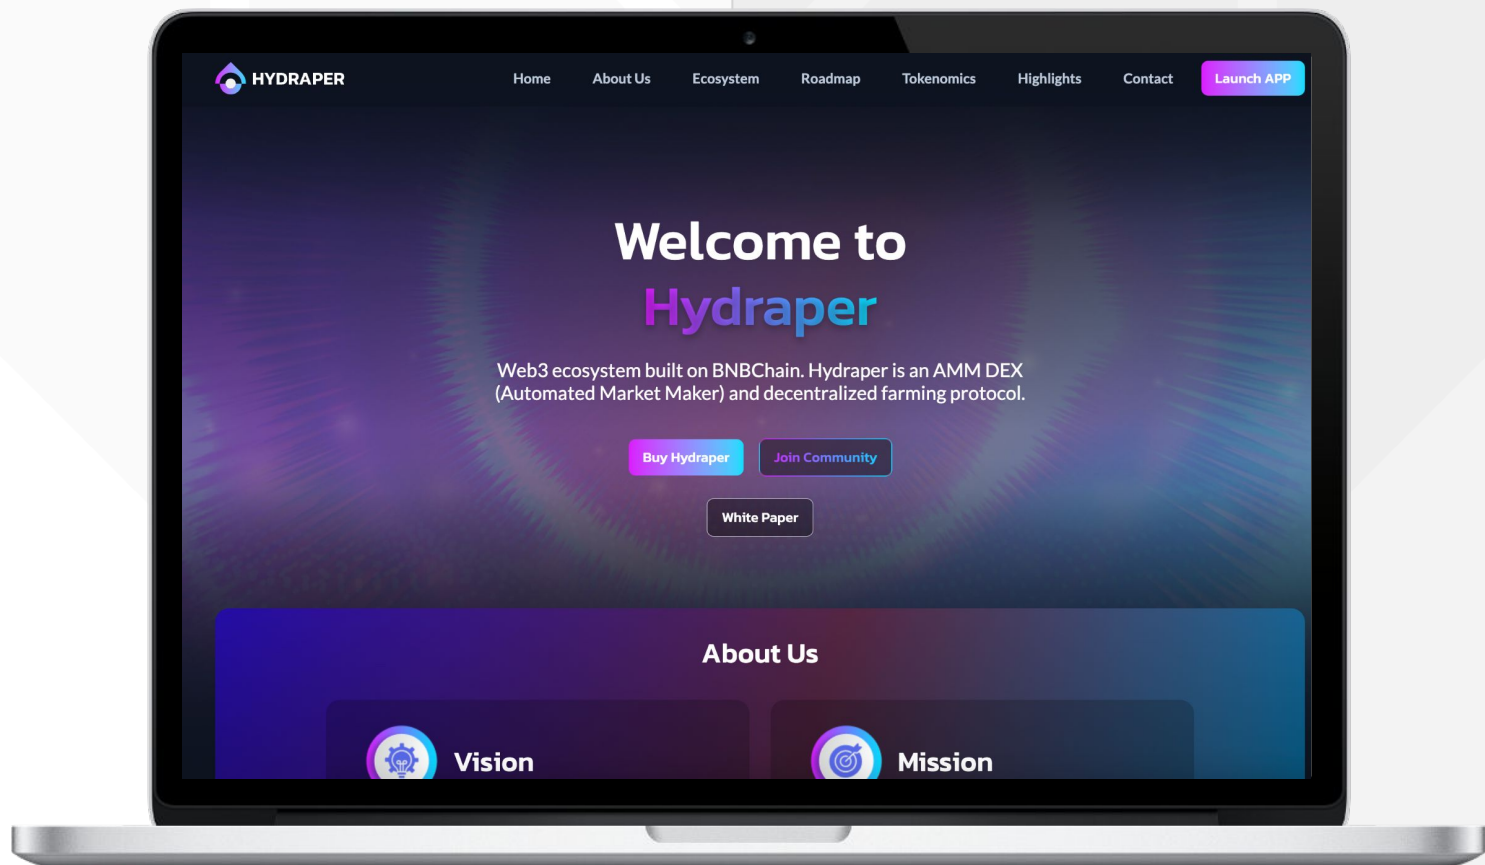 HYDRAPER
Home
About Us
Ecosystem
Roadmap
Tokenomics
Highlights
Contact
Launch APP
Welcome to
Hydraper
Web3 ecosystem built on BNBChain. Hydraper is an AMM DEX
(Automated Market Maker) and decentralized farming protocol.
Buy Hydraper
Join Community
White Paper
About Us
Vision
Mission